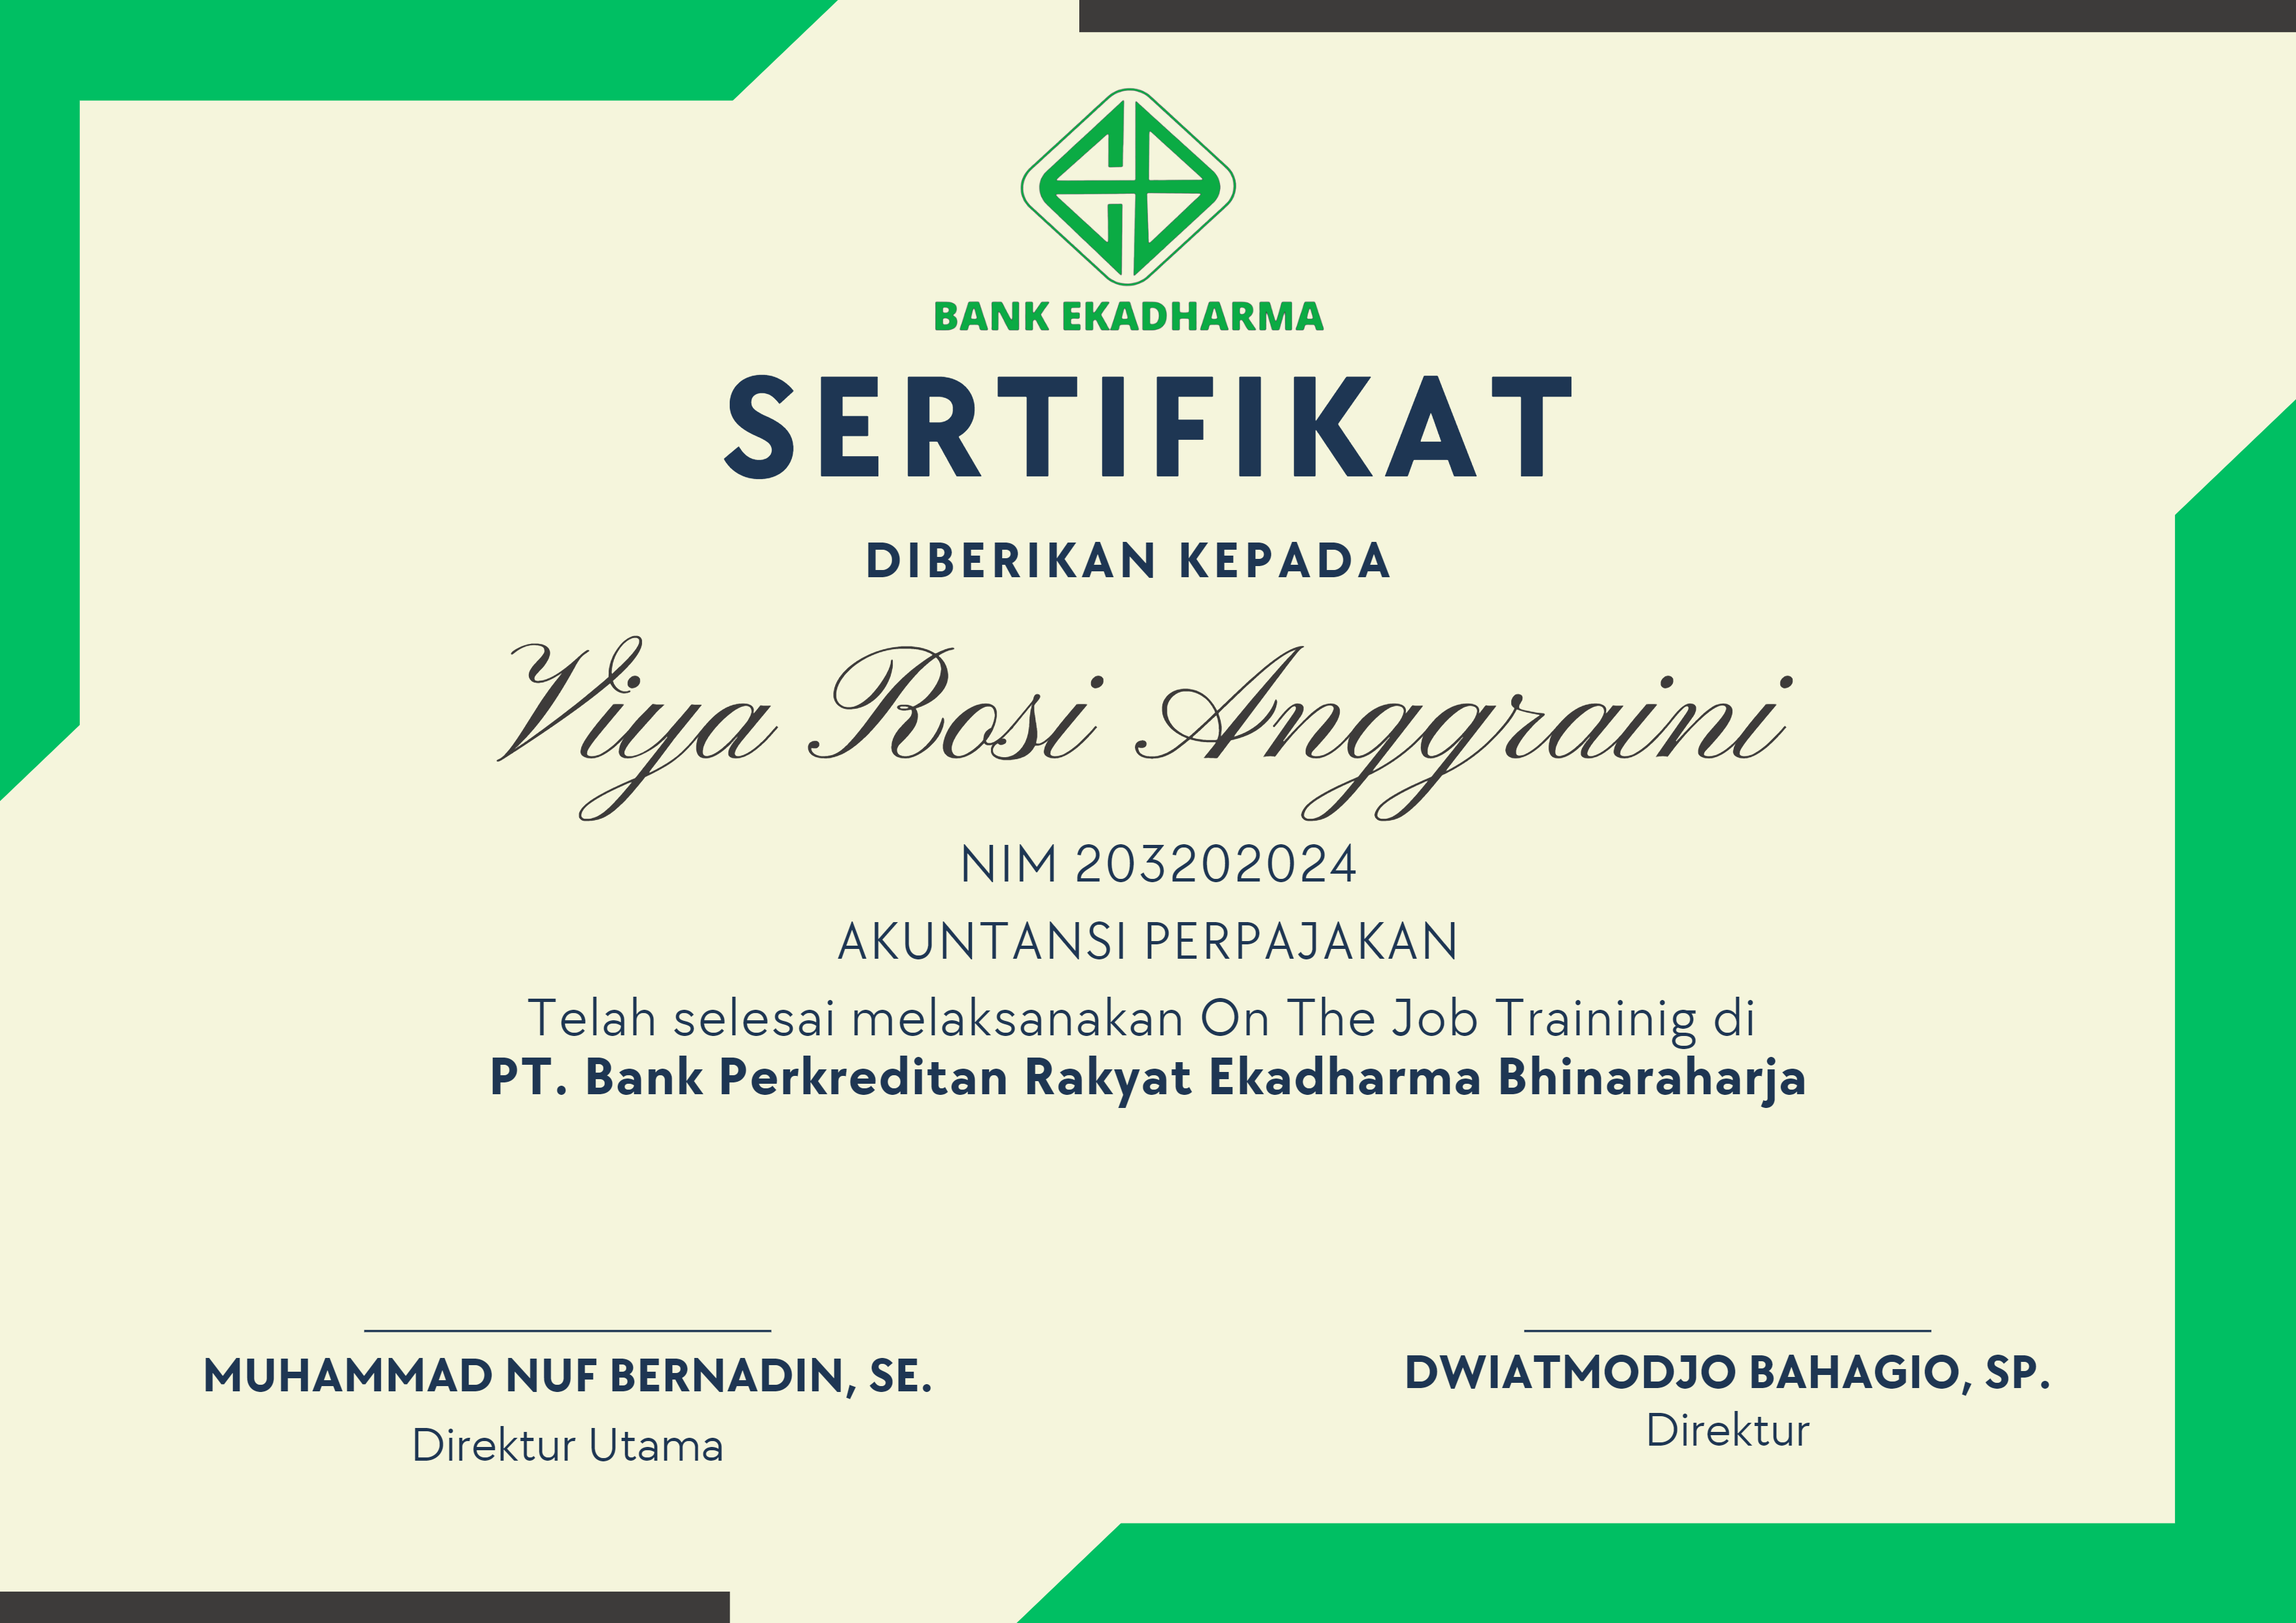 BANK EKADHARMA
SERTIFIKAT
DIBERIKAN KEPADA
Viya Rosi Anggraini
NIM 203202024
AKUNTANSI PERPAJAKAN
Telah selesai melaksanakan On The Job Traininig di
PT. Bank Perkreditan Rakyat Ekadharma Bhinaraharja
MUHAMMAD NUF BERNADIN, SE.
Direktur Utama
DWIATMODJO BAHAGIO, SP.
Direktur